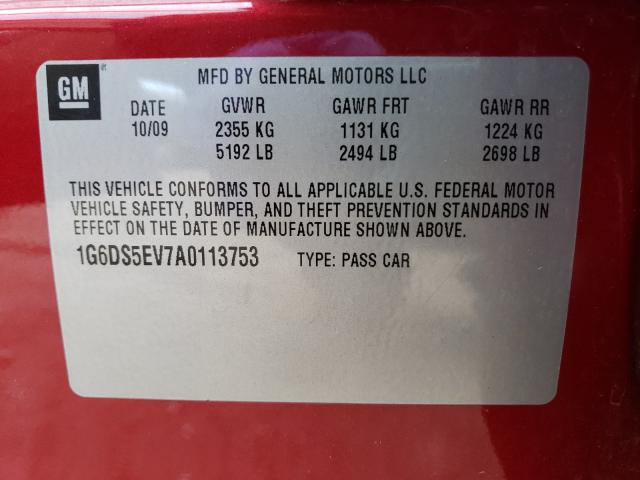 GM
MFD BY GENERAL MOTORS LLC
DATE GVWR GAWR FRT GAWR RR
10/09 2355 KG 1131 KG 1224 KG
5192 LB 2494 LB 2698 LB
THIS VEHICLE CONFORMS TO ALL APPLICABLE U.S. FEDERAL MOTOR
VEHICLE SAFETY, BUMPER, AND THEFT PREVENTION STANDARDS IN
EFFECT ON THE DATE OF MANUFACTURE SHOWN ABOVE.
1G6DS5EV7A0113753 TYPE: PASS CAR